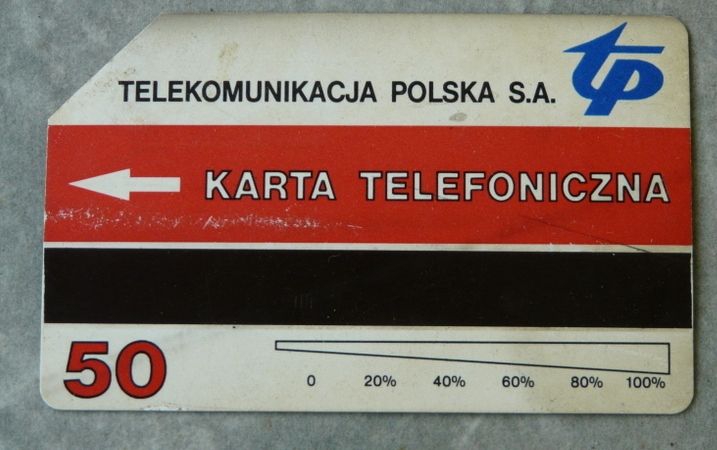 TELEKOMUNIKACJA POLSKA S.A.
tp
KARTA TELEFONICZNA
50
0 20% 40% 60% 80% 100%